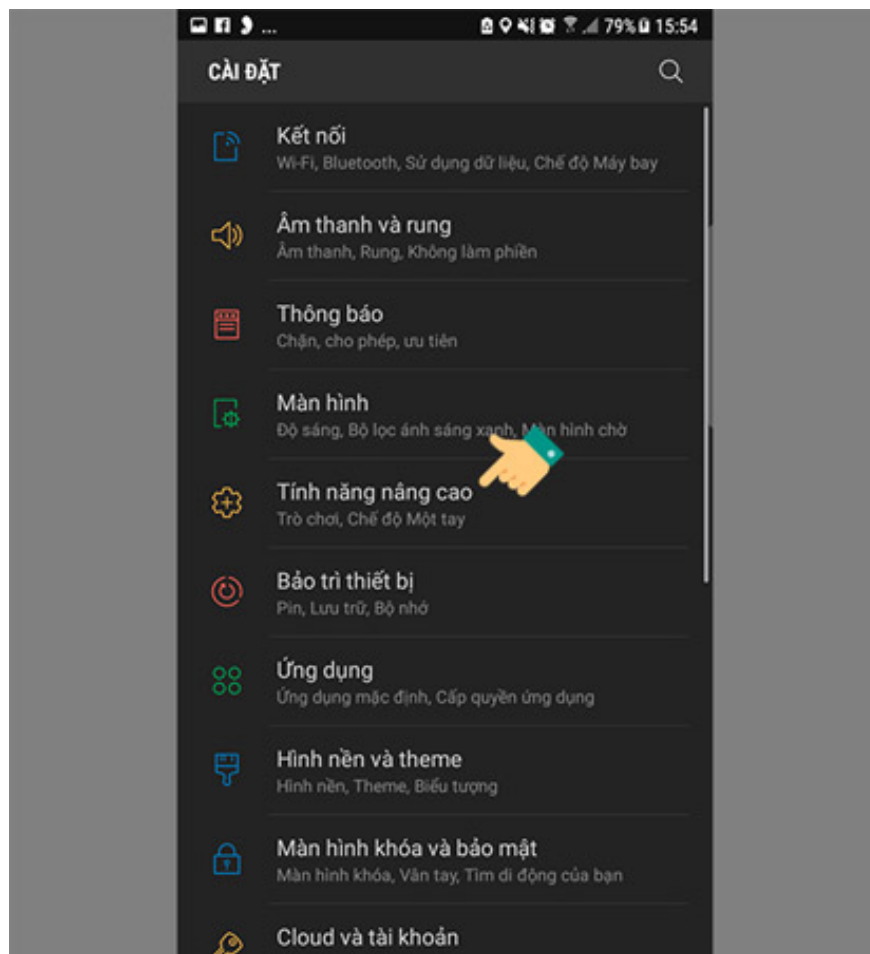 ... 79% 15:54
CÀI ĐẶT
Kết nối
Wi-Fi, Bluetooth, Sử dụng dữ liệu, Chế độ Máy bay
Âm thanh và rung
Âm thanh, Rung, Không làm phiền
Thông báo
Chặn, cho phép, ưu tiên
Màn hình
Độ sáng, Bộ lọc ánh sáng xanh, Màn hình chờ
Tính năng nâng cao
Trò chơi, Chế độ Một tay
Bảo trì thiết bị
Pin, Lưu trữ, Bộ nhớ
Ứng dụng
Ứng dụng mặc định, Cấp quyền ứng dụng
Hình nền và theme
Hình nền, Theme, Biểu tượng
Màn hình khóa và bảo mật
Màn hình khóa, Vân tay, Tìm di động của bạn
Cloud và tài khoản